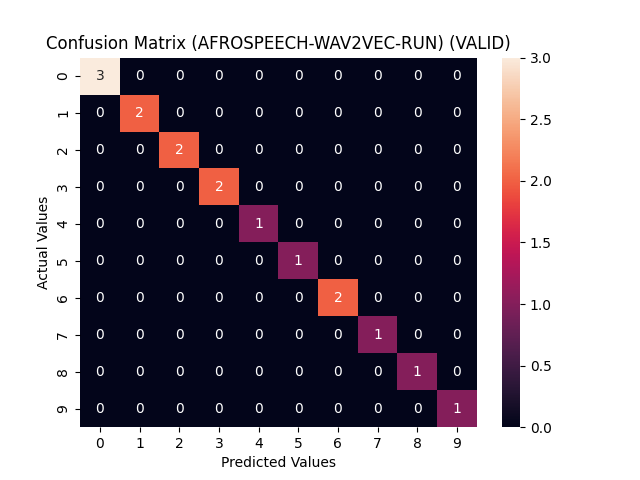 Confusion Matrix (AFROSPEECH-WAV2VEC-RUN) (VALID)
0 3 0 0 0 0 0 0 0 0 0
1 0 2 0 0 0 0 0 0 0 0
2 0 0 2 0 0 0 0 0 0 0
3 0 0 0 2 0 0 0 0 0 0
4 0 0 0 0 1 0 0 0 0 0
5 0 0 0 0 0 1 0 0 0 0
6 0 0 0 0 0 0 2 0 0 0
7 0 0 0 0 0 0 0 1 0 0
8 0 0 0 0 0 0 0 0 1 0
9 0 0 0 0 0 0 0 0 0 1
0 1 2 3 4 5 6 7 8 9
Predicted Values
Actual Values
3.0
2.5
2.0
1.5
1.0
0.5
0.0